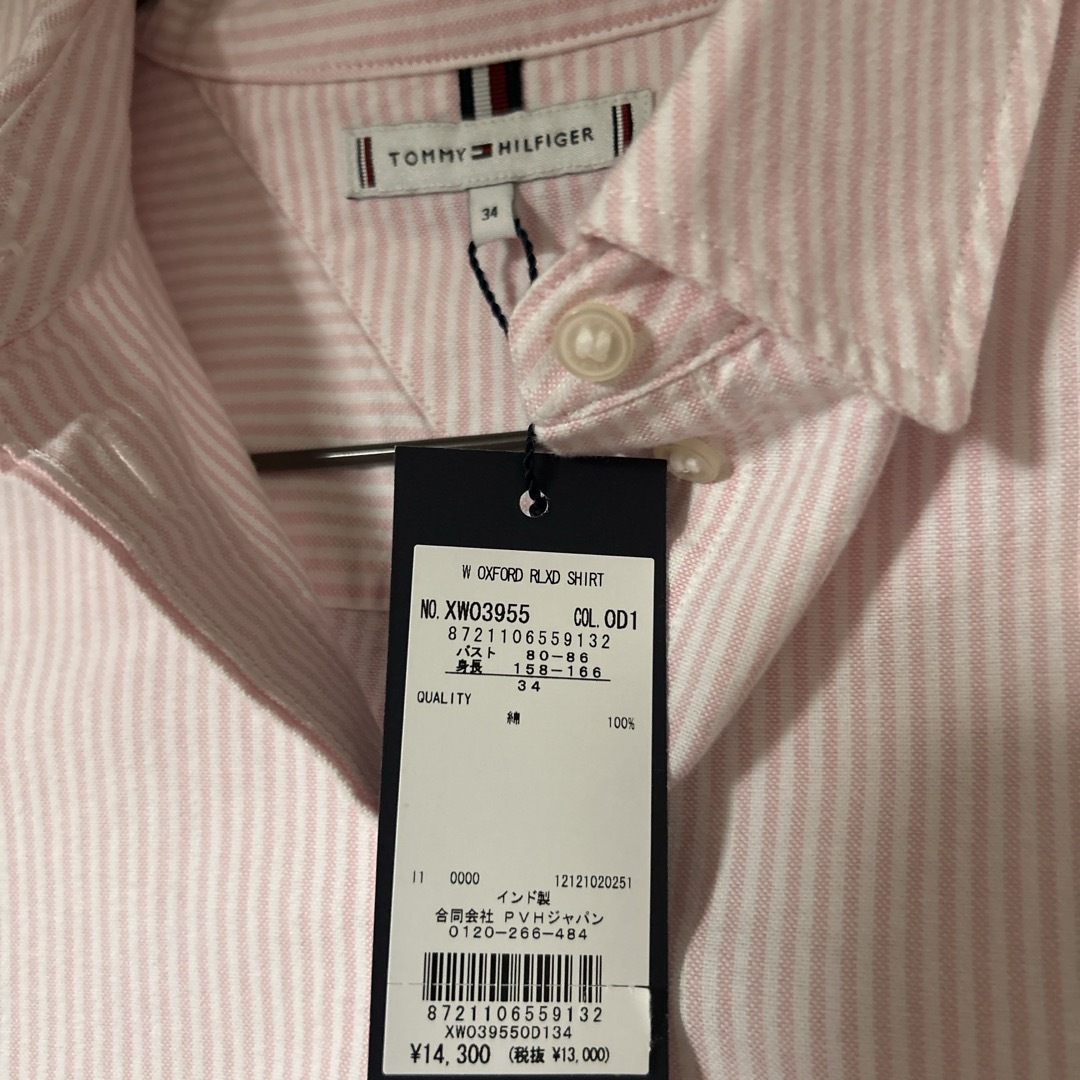 TOMMY HILFIGER
34
W OXFORD RLXD SHIRT
NO. XW03955 COL. 0D1
8721106559132
バスト 80-86
身長 158-166
34
QUALITY
綿 100%
I1 0000 12121020251
インド製
合同会社 PVHジャパン
0120-266-484
8721106559132
XW039550D134
¥14,300 (税抜 ¥13,000)